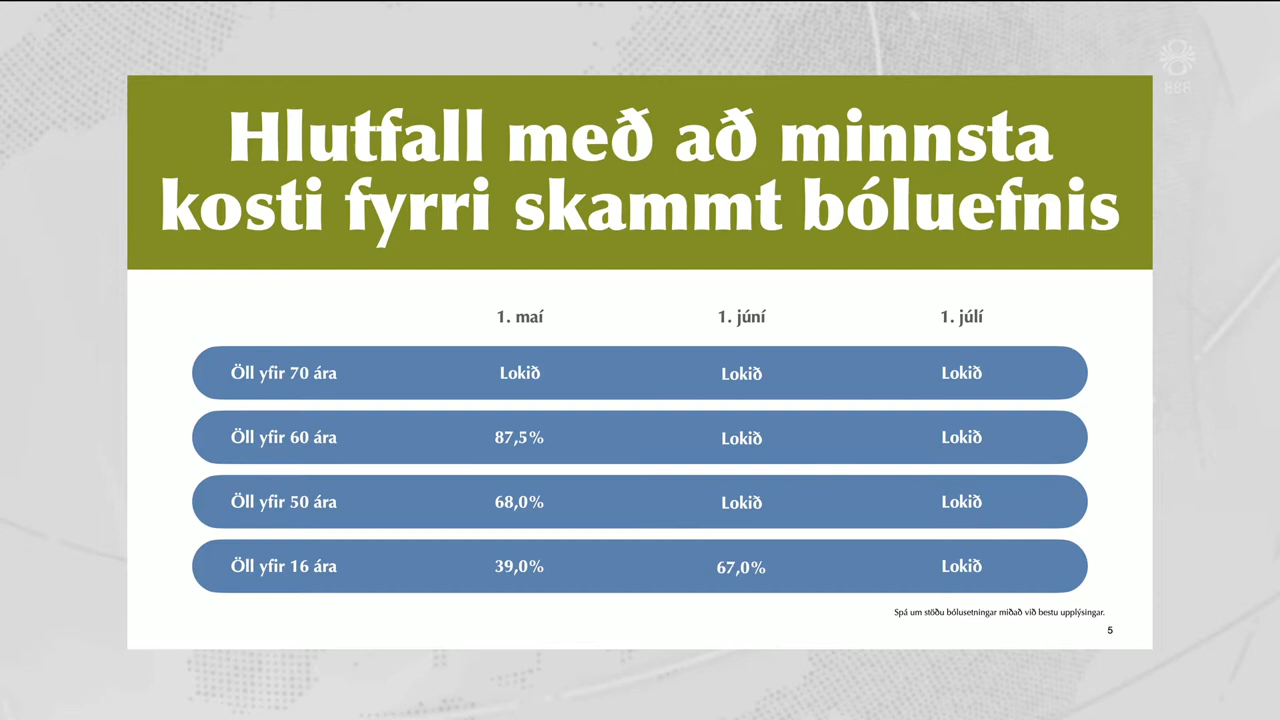 Hlutfall með að minnsta
kosti fyrri skammt bóluefnis
1. maí 1. júní 1. júlí
Öll yfir 70 ára Lokið Lokið Lokið
Öll yfir 60 ára 87,5% Lokið Lokið
Öll yfir 50 ára 68,0% Lokið Lokið
Öll yfir 16 ára 39,0% 67,0% Lokið
Spá um stöðu bólusetningar miðað við bestu upplýsingar.
5